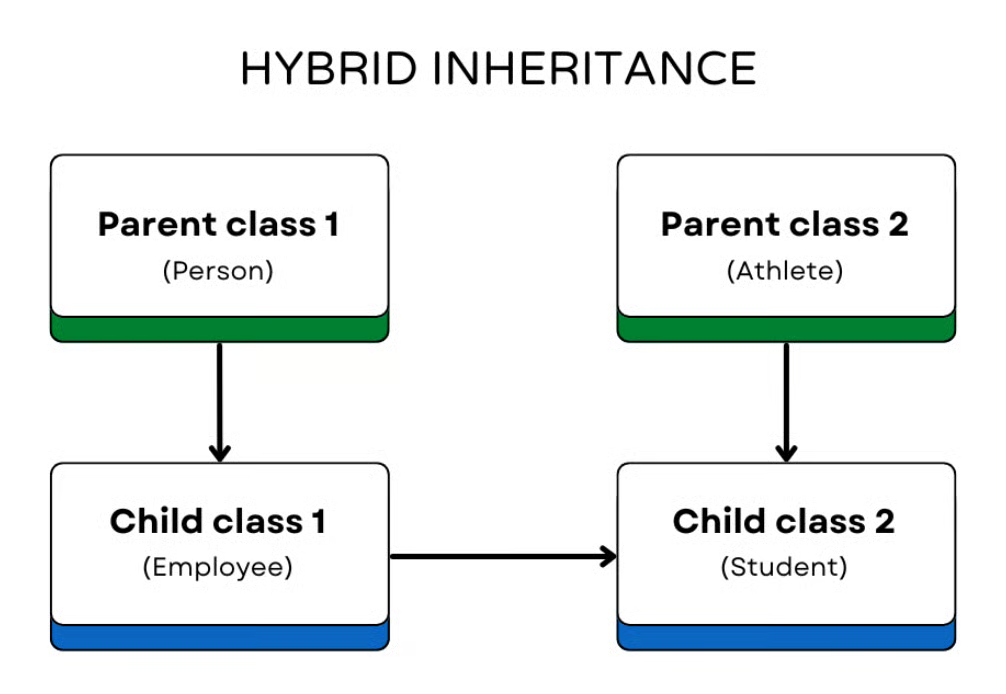 HYBRID INHERITANCE
Parent class 1
(Person)
Parent class 2
(Athlete)
Child class 1
(Employee)
Child class 2
(Student)